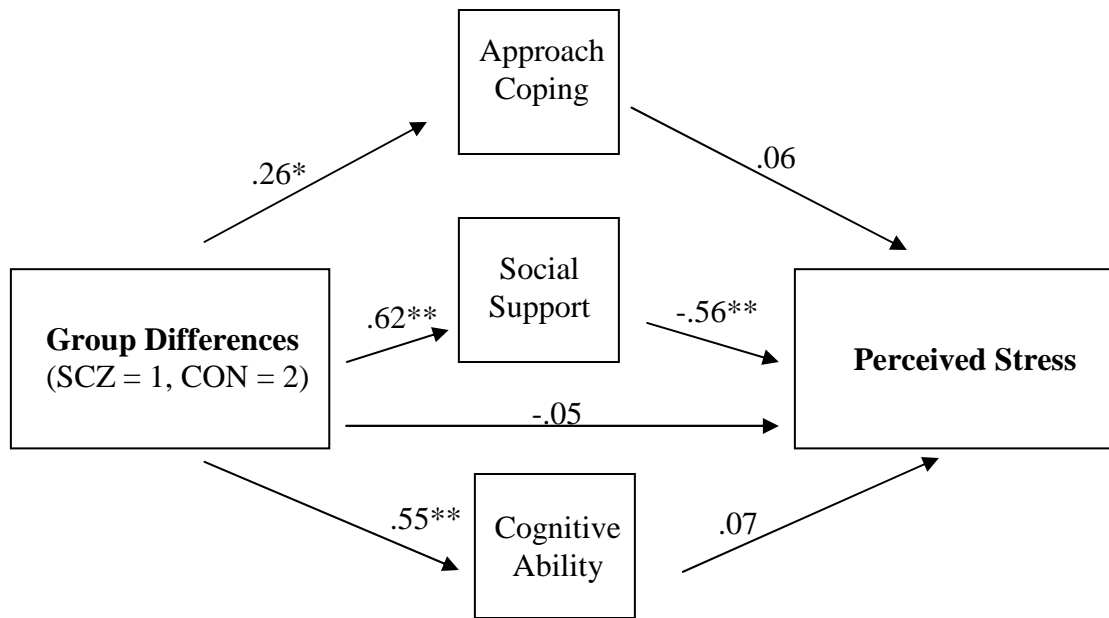 Approach
Coping
.26*
.06
Social
Support
.62**
-.56**
Group Differences
(SCZ = 1, CON = 2)
Perceived Stress
-.05
.55**
Cognitive
Ability
.07